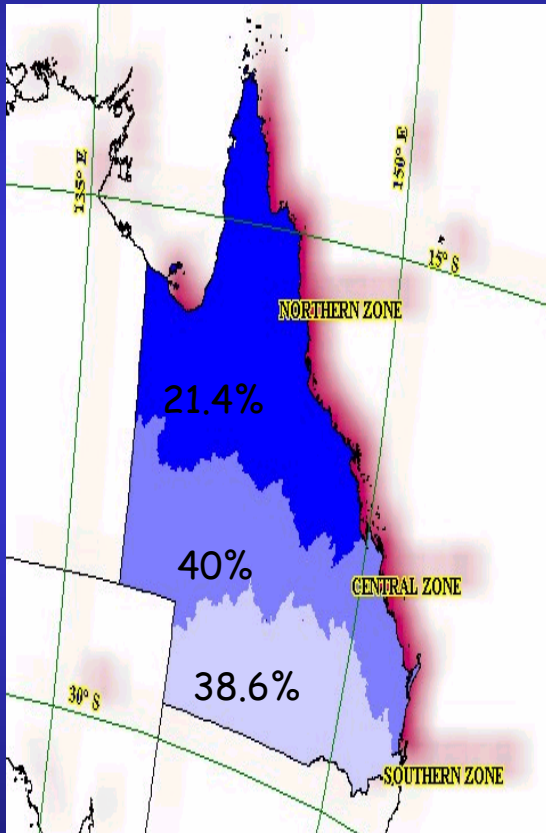 135° E
150° E
15° S
NORTHERN ZONE
21.4%
40%
CENTRAL ZONE
38.6%
30° S
SOUTHERN ZONE